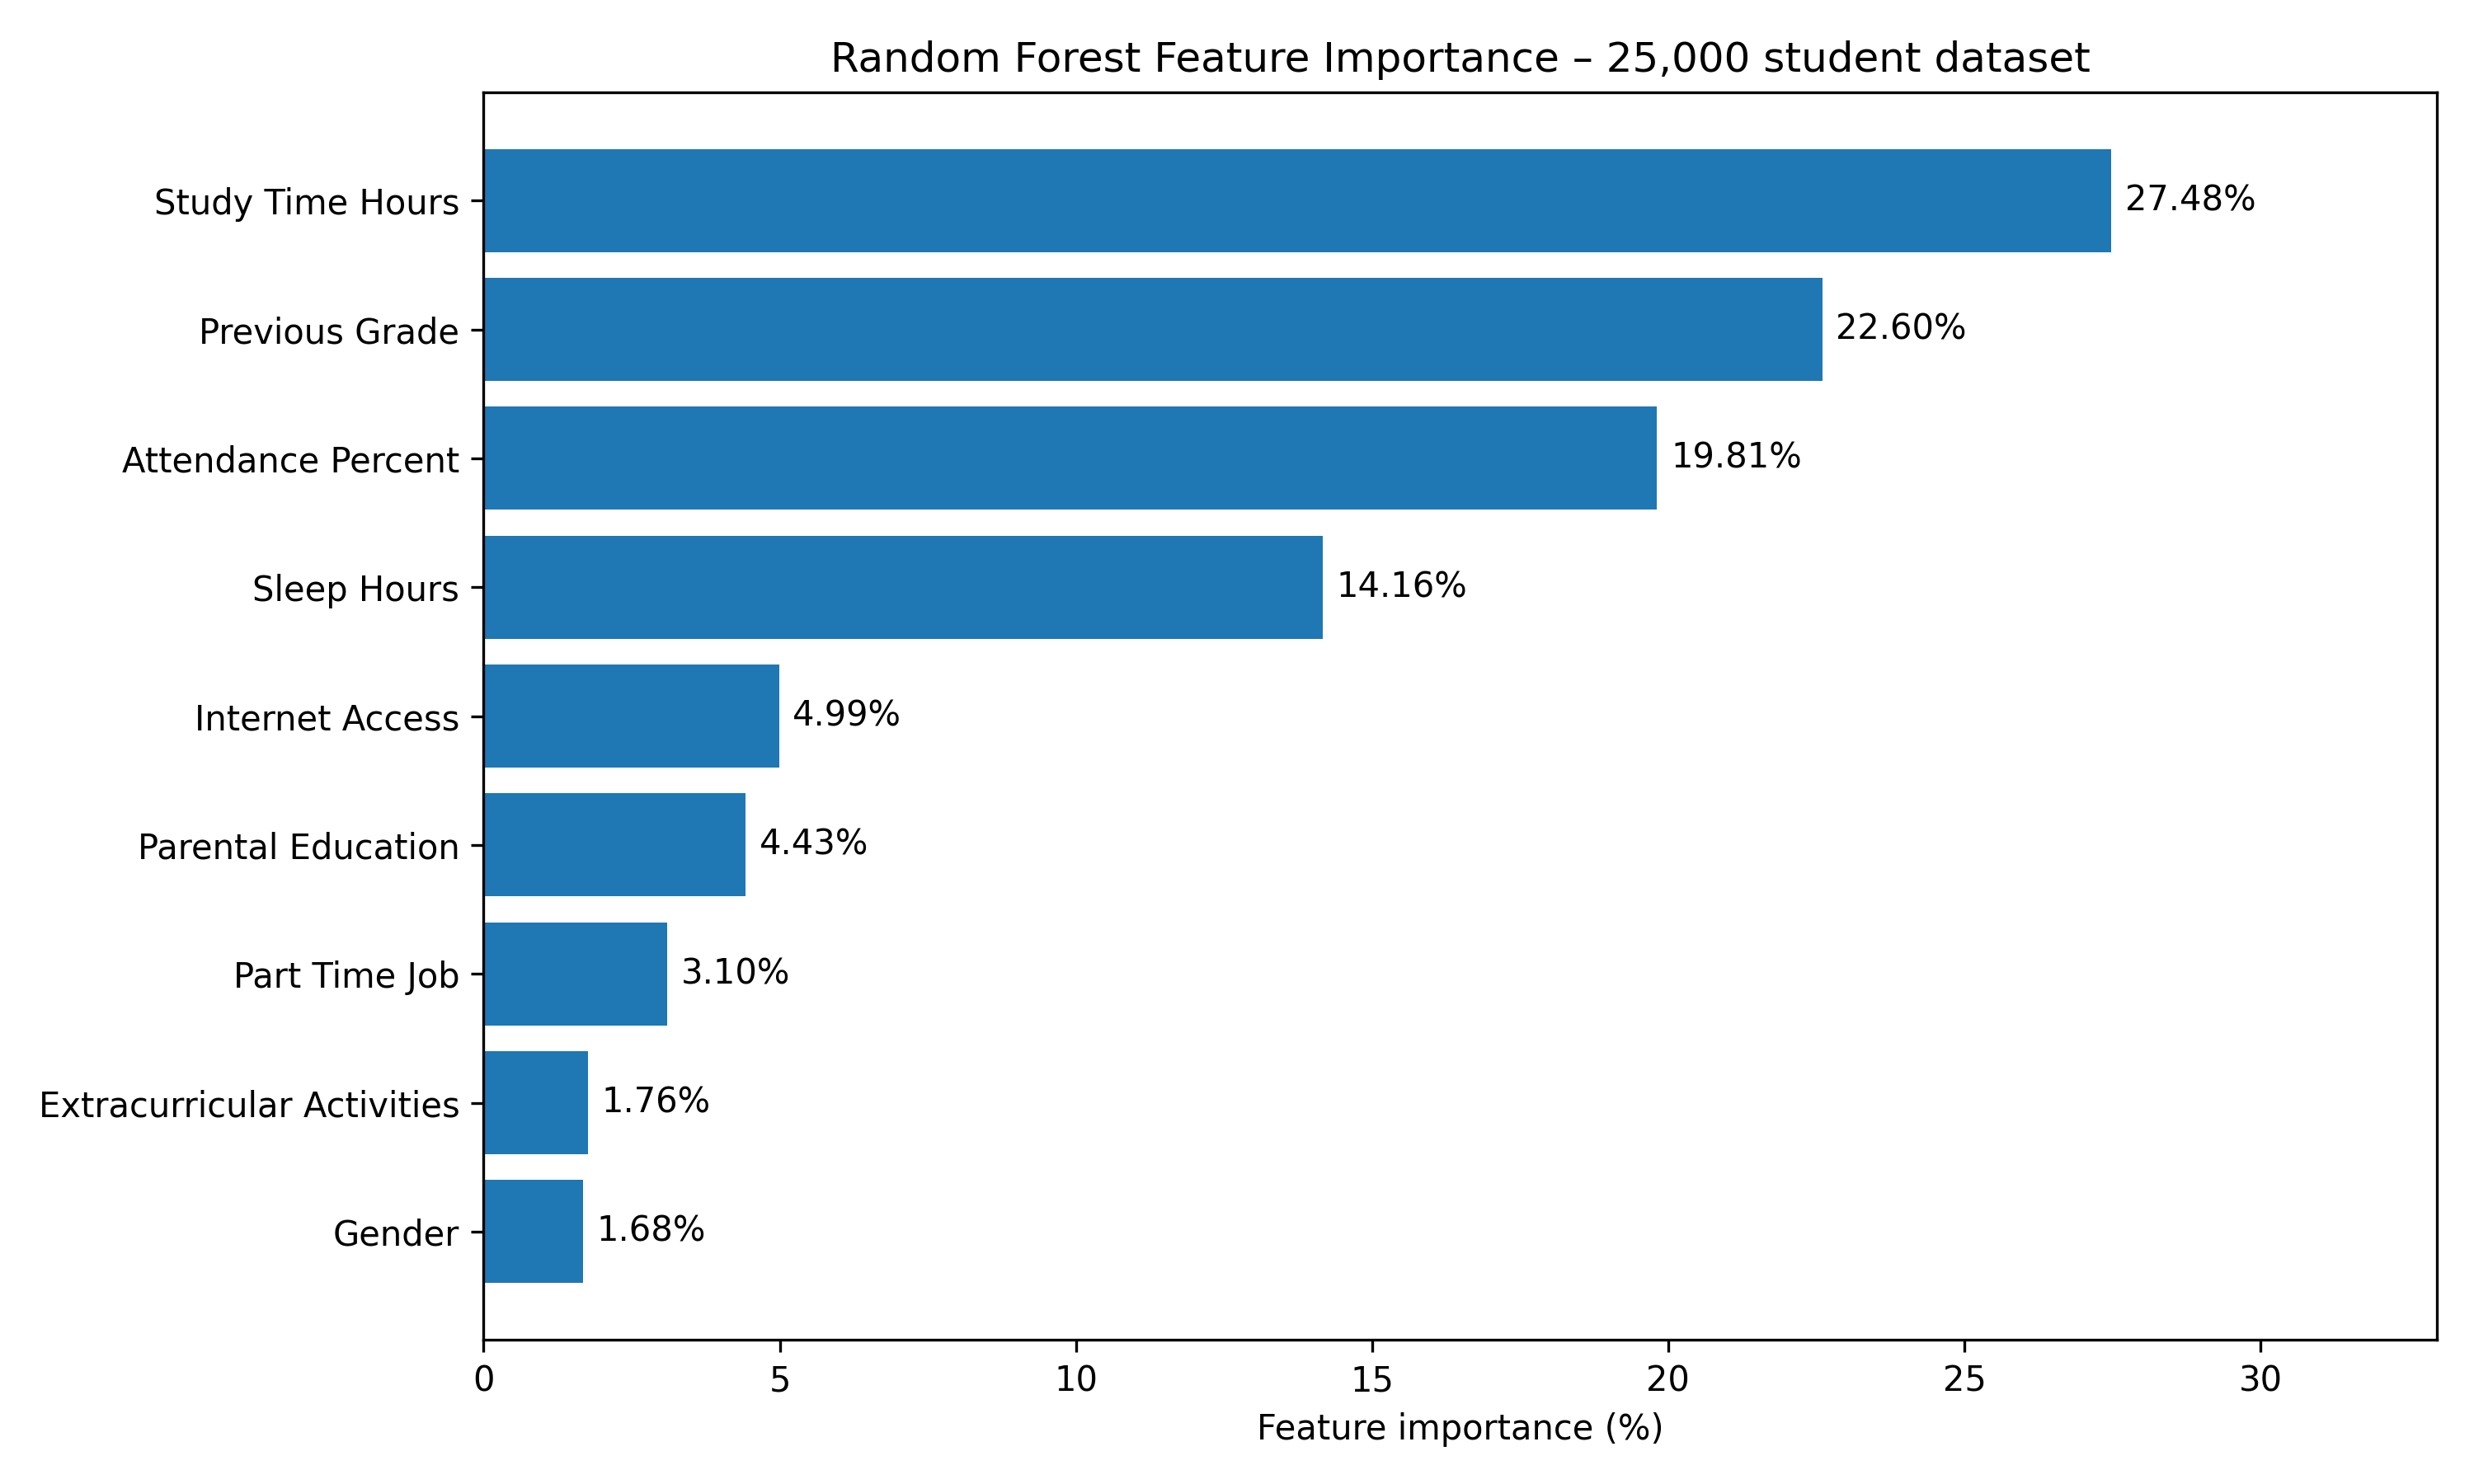 Random Forest Feature Importance – 25,000 student dataset
Study Time Hours 27.48%
Previous Grade 22.60%
Attendance Percent 19.81%
Sleep Hours 14.16%
Internet Access 4.99%
Parental Education 4.43%
Part Time Job 3.10%
Extracurricular Activities 1.76%
Gender 1.68%
0 5 10 15 20 25 30
Feature importance (%)